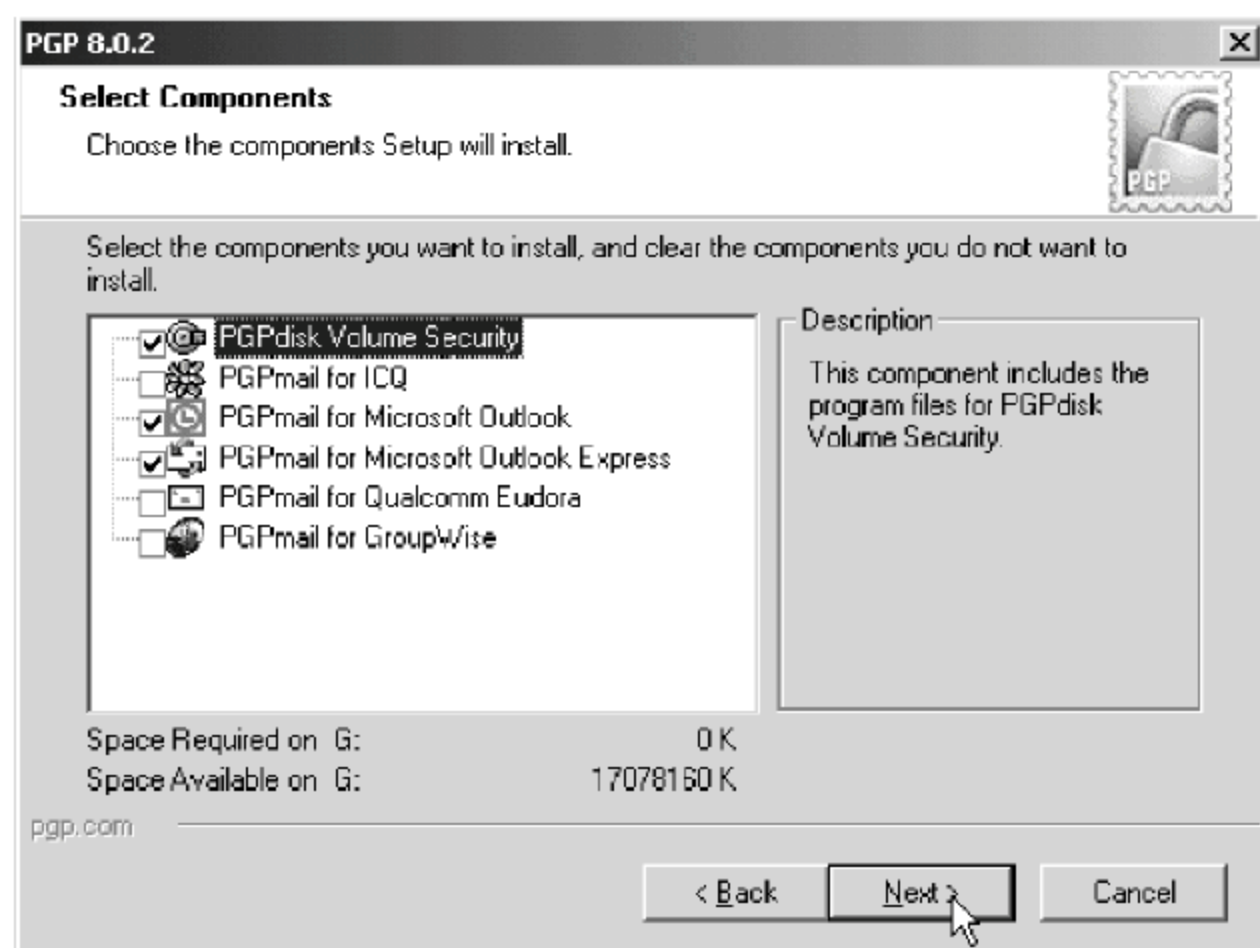 PGP 8.0.2
Select Components
Choose the components Setup will install.
PGP
Select the components you want to install, and clear the components you do not want to
install.
PGPdisk Volume Security
PGPmail for ICQ
PGPmail for Microsoft Outlook
PGPmail for Microsoft Outlook Express
PGPmail for Qualcomm Eudora
PGPmail for GroupWise
Description
This component includes the
program files for PGPdisk
Volume Security.
Space Required on G: 0 K
Space Available on G: 17078160 K
pgp.com
< Back Next > Cancel